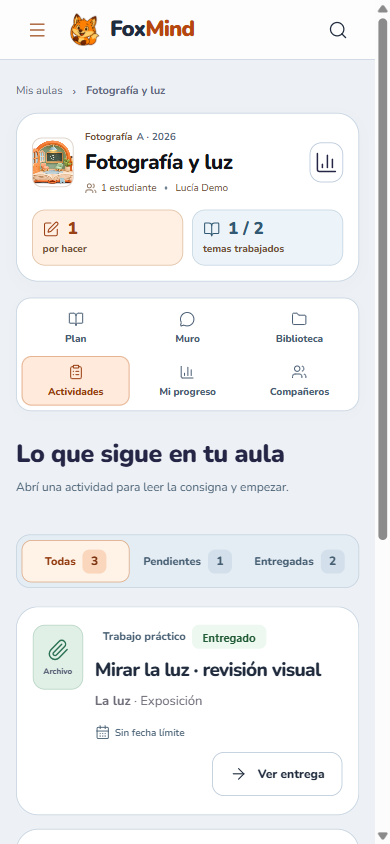 FoxMind
Mis aulas › Fotografía y luz
Fotografía A · 2026
Fotografía y luz
1 estudiante • Lucía Demo
1
por hacer
1 / 2
temas trabajados
Plan
Muro
Biblioteca
Actividades
Mi progreso
Compañeros
Lo que sigue en tu aula
Abrí una actividad para leer la consigna y empezar.
Todas 3
Pendientes 1
Entregadas 2
Archivo
Trabajo práctico Entregado
Mirar la luz · revisión visual
La luz · Exposición
Sin fecha límite
→ Ver entrega